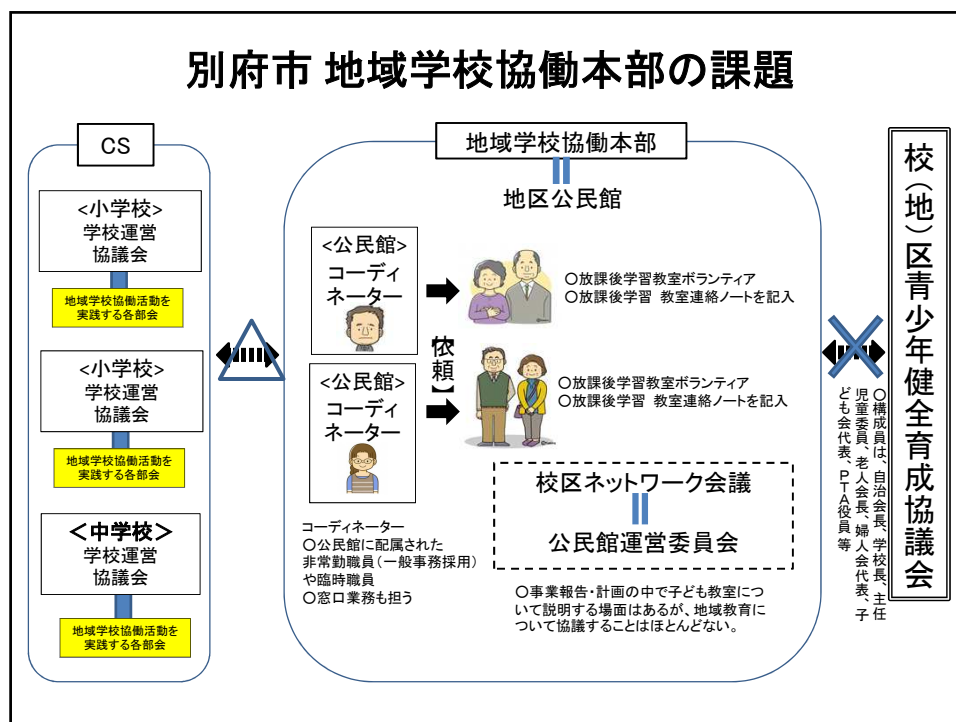 別府市 地域学校協働本部の課題
CS
<小学校>
学校運営
協議会
地域学校協働活動を
実践する各部会
<小学校>
学校運営
協議会
地域学校協働活動を
実践する各部会
<中学校>
学校運営
協議会
地域学校協働活動を
実践する各部会
地域学校協働本部
地区公民館
<公民館>
コーディ
ネーター
<公民館>
コーディ
ネーター
【依頼】
〇放課後学習教室ボランティア
〇放課後学習 教室連絡ノートを記入
〇放課後学習教室ボランティア
〇放課後学習 教室連絡ノートを記入
コーディネーター
〇公民館に配属された
非常勤職員(一般事務採用)
や臨時職員
〇窓口業務も担う
校区ネットワーク会議
公民館運営委員会
〇事業報告・計画の中で子ども教室につ
いて説明する場面はあるが、地域教育に
ついて協議することはほとんどない。
校(地)区青少年健全育成協議会
〇構成員は、自治会長、学校長、主任
児童委員、老人会長、婦人会代表、子
ども会代表、PTA役員 等